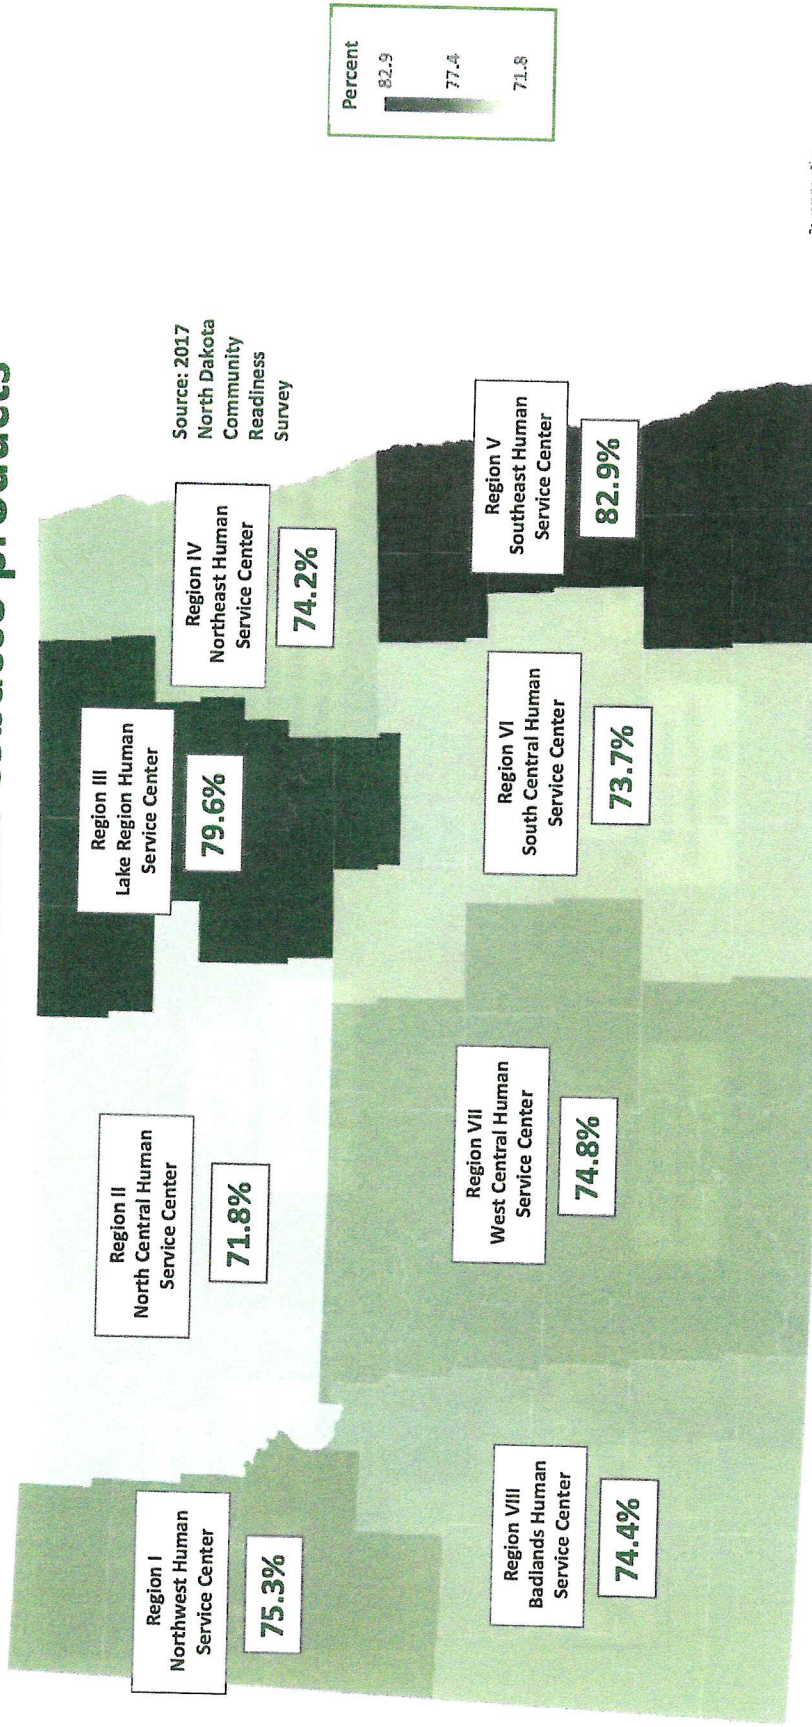 products
Region I
Northwest Human
Service Center
75.3%
Region II
North Central Human
Service Center
71.8%
Region III
Lake Region Human
Service Center
79.6%
Region IV
Northeast Human
Service Center
74.2%
Source: 2017
North Dakota
Community
Readiness
Survey
Region VIII
Badlands Human
Service Center
74.4%
Region VII
West Central Human
Service Center
74.8%
Region VI
South Central Human
Service Center
73.7%
Region V
Southeast Human
Service Center
82.9%
Percent
82.9
77.4
71.8